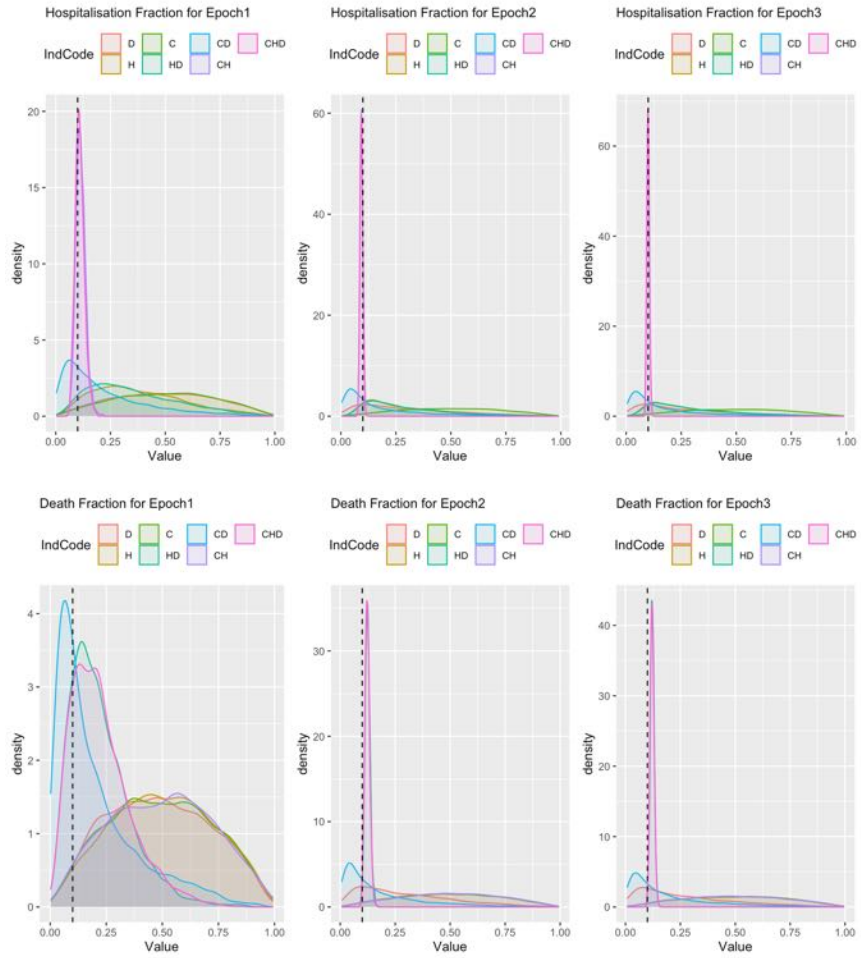 Hospitalisation Fraction for Epoch1
IndCode D C CD CHD
H HD CH
density
20
15
10
5
0
0.00 0.25 0.50 0.75 1.00
Value
Hospitalisation Fraction for Epoch2
IndCode D C CD CHD
H HD CH
density
60
40
20
0
0.00 0.25 0.50 0.75 1.00
Value
Hospitalisation Fraction for Epoch3
IndCode D C CD CHD
H HD CH
density
60
40
20
0
0.00 0.25 0.50 0.75 1.00
Value
Death Fraction for Epoch1
IndCode D C CD CHD
H HD CH
density
4
3
2
1
0
0.00 0.25 0.50 0.75 1.00
Value
Death Fraction for Epoch2
IndCode D C CD CHD
H HD CH
density
30
20
10
0
0.00 0.25 0.50 0.75 1.00
Value
Death Fraction for Epoch3
IndCode D C CD CHD
H HD CH
density
40
30
20
10
0
0.00 0.25 0.50 0.75 1.00
Value